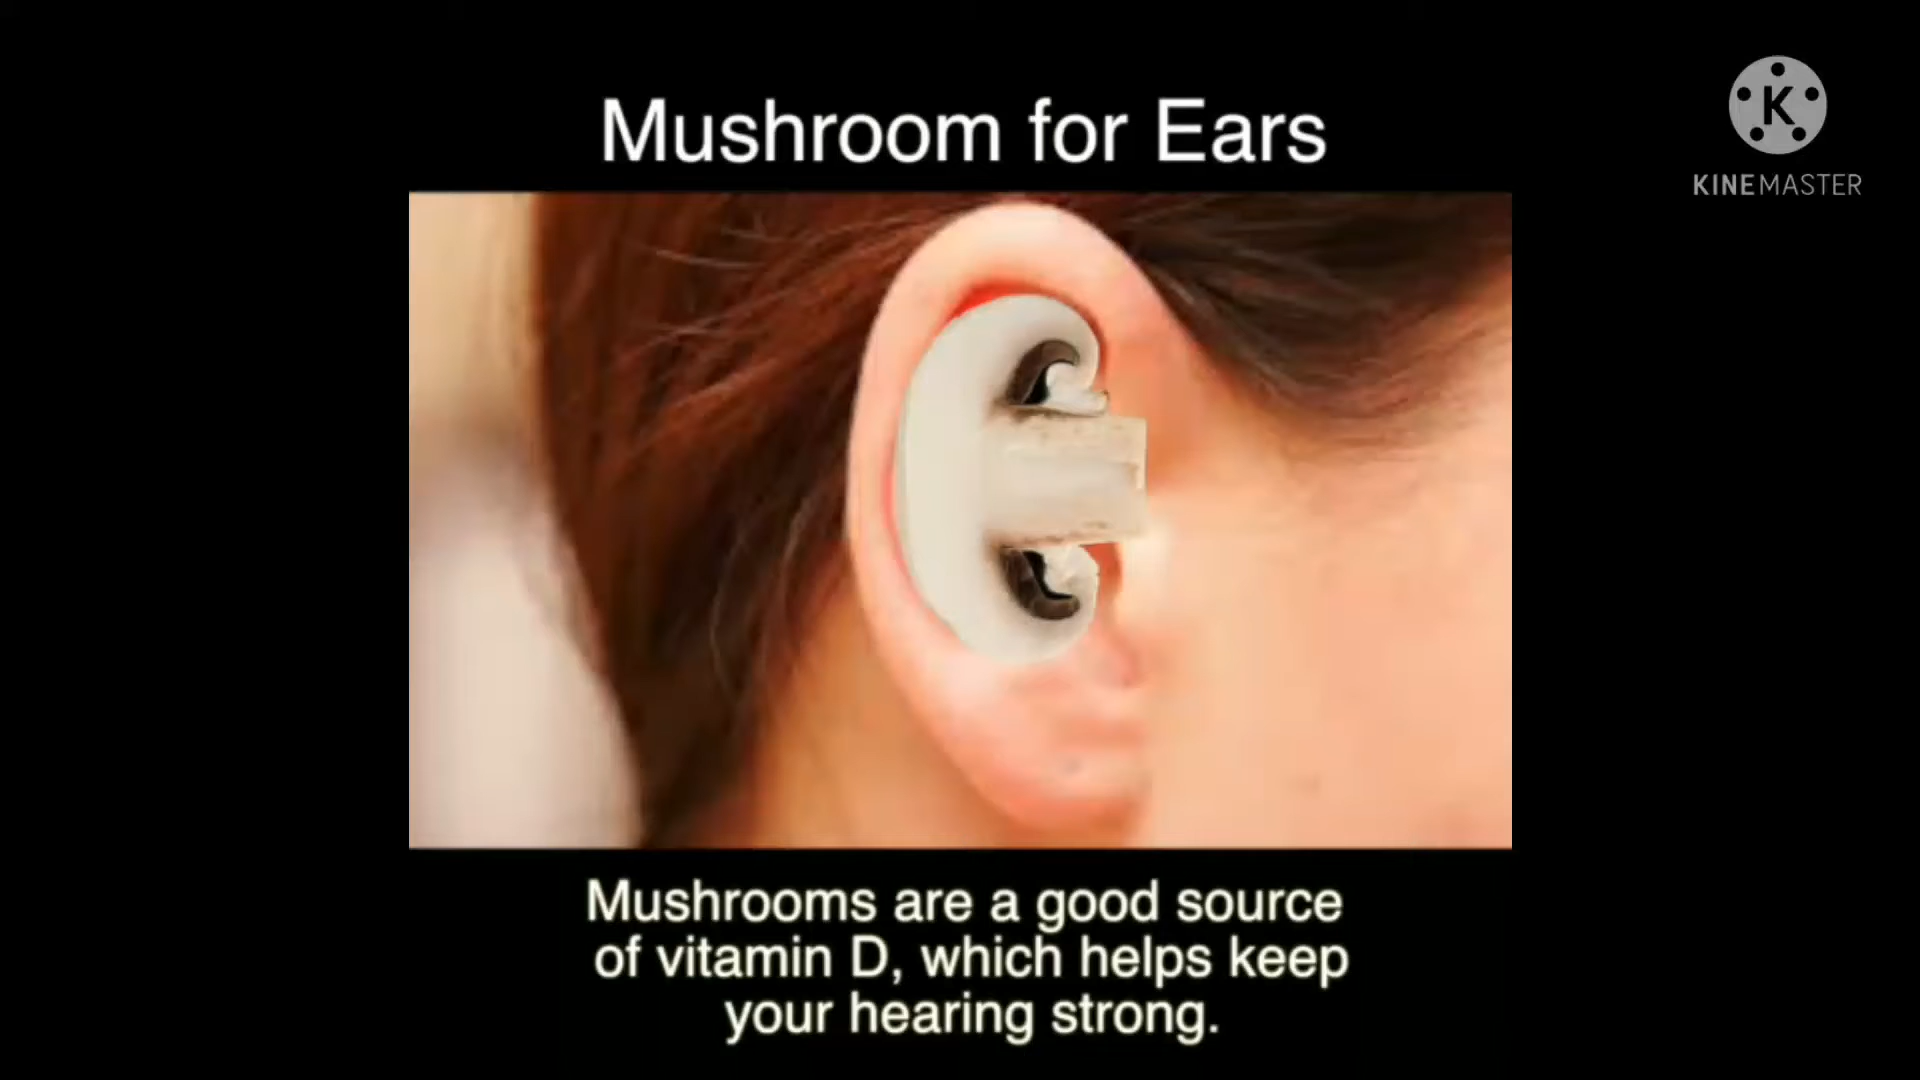 Mushroom for Ears
K
KINEMASTER
Mushrooms are a good source
of vitamin D, which helps keep
your hearing strong.